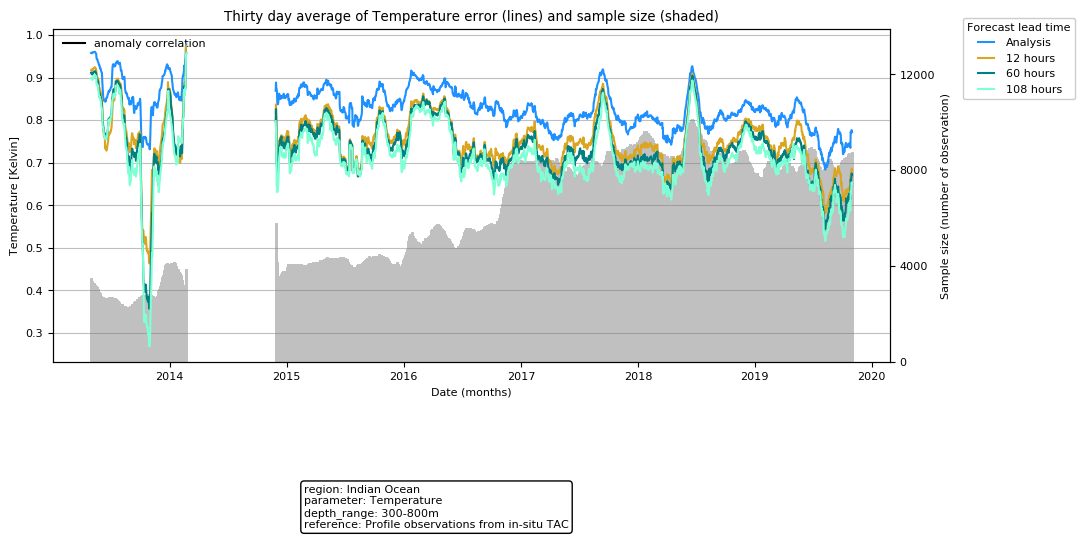 Thirty day average of Temperature error (lines) and sample size (shaded)
anomaly correlation
Forecast lead time
Analysis
12 hours
60 hours
108 hours
Temperature [Kelvin]
1.0
0.9
0.8
0.7
0.6
0.5
0.4
0.3
12000
8000
4000
0
Sample size (number of observation)
2014
2015
2016
2017
2018
2019
2020
Date (months)
region: Indian Ocean
parameter: Temperature
depth_range: 300-800m
reference: Profile observations from in-situ TAC